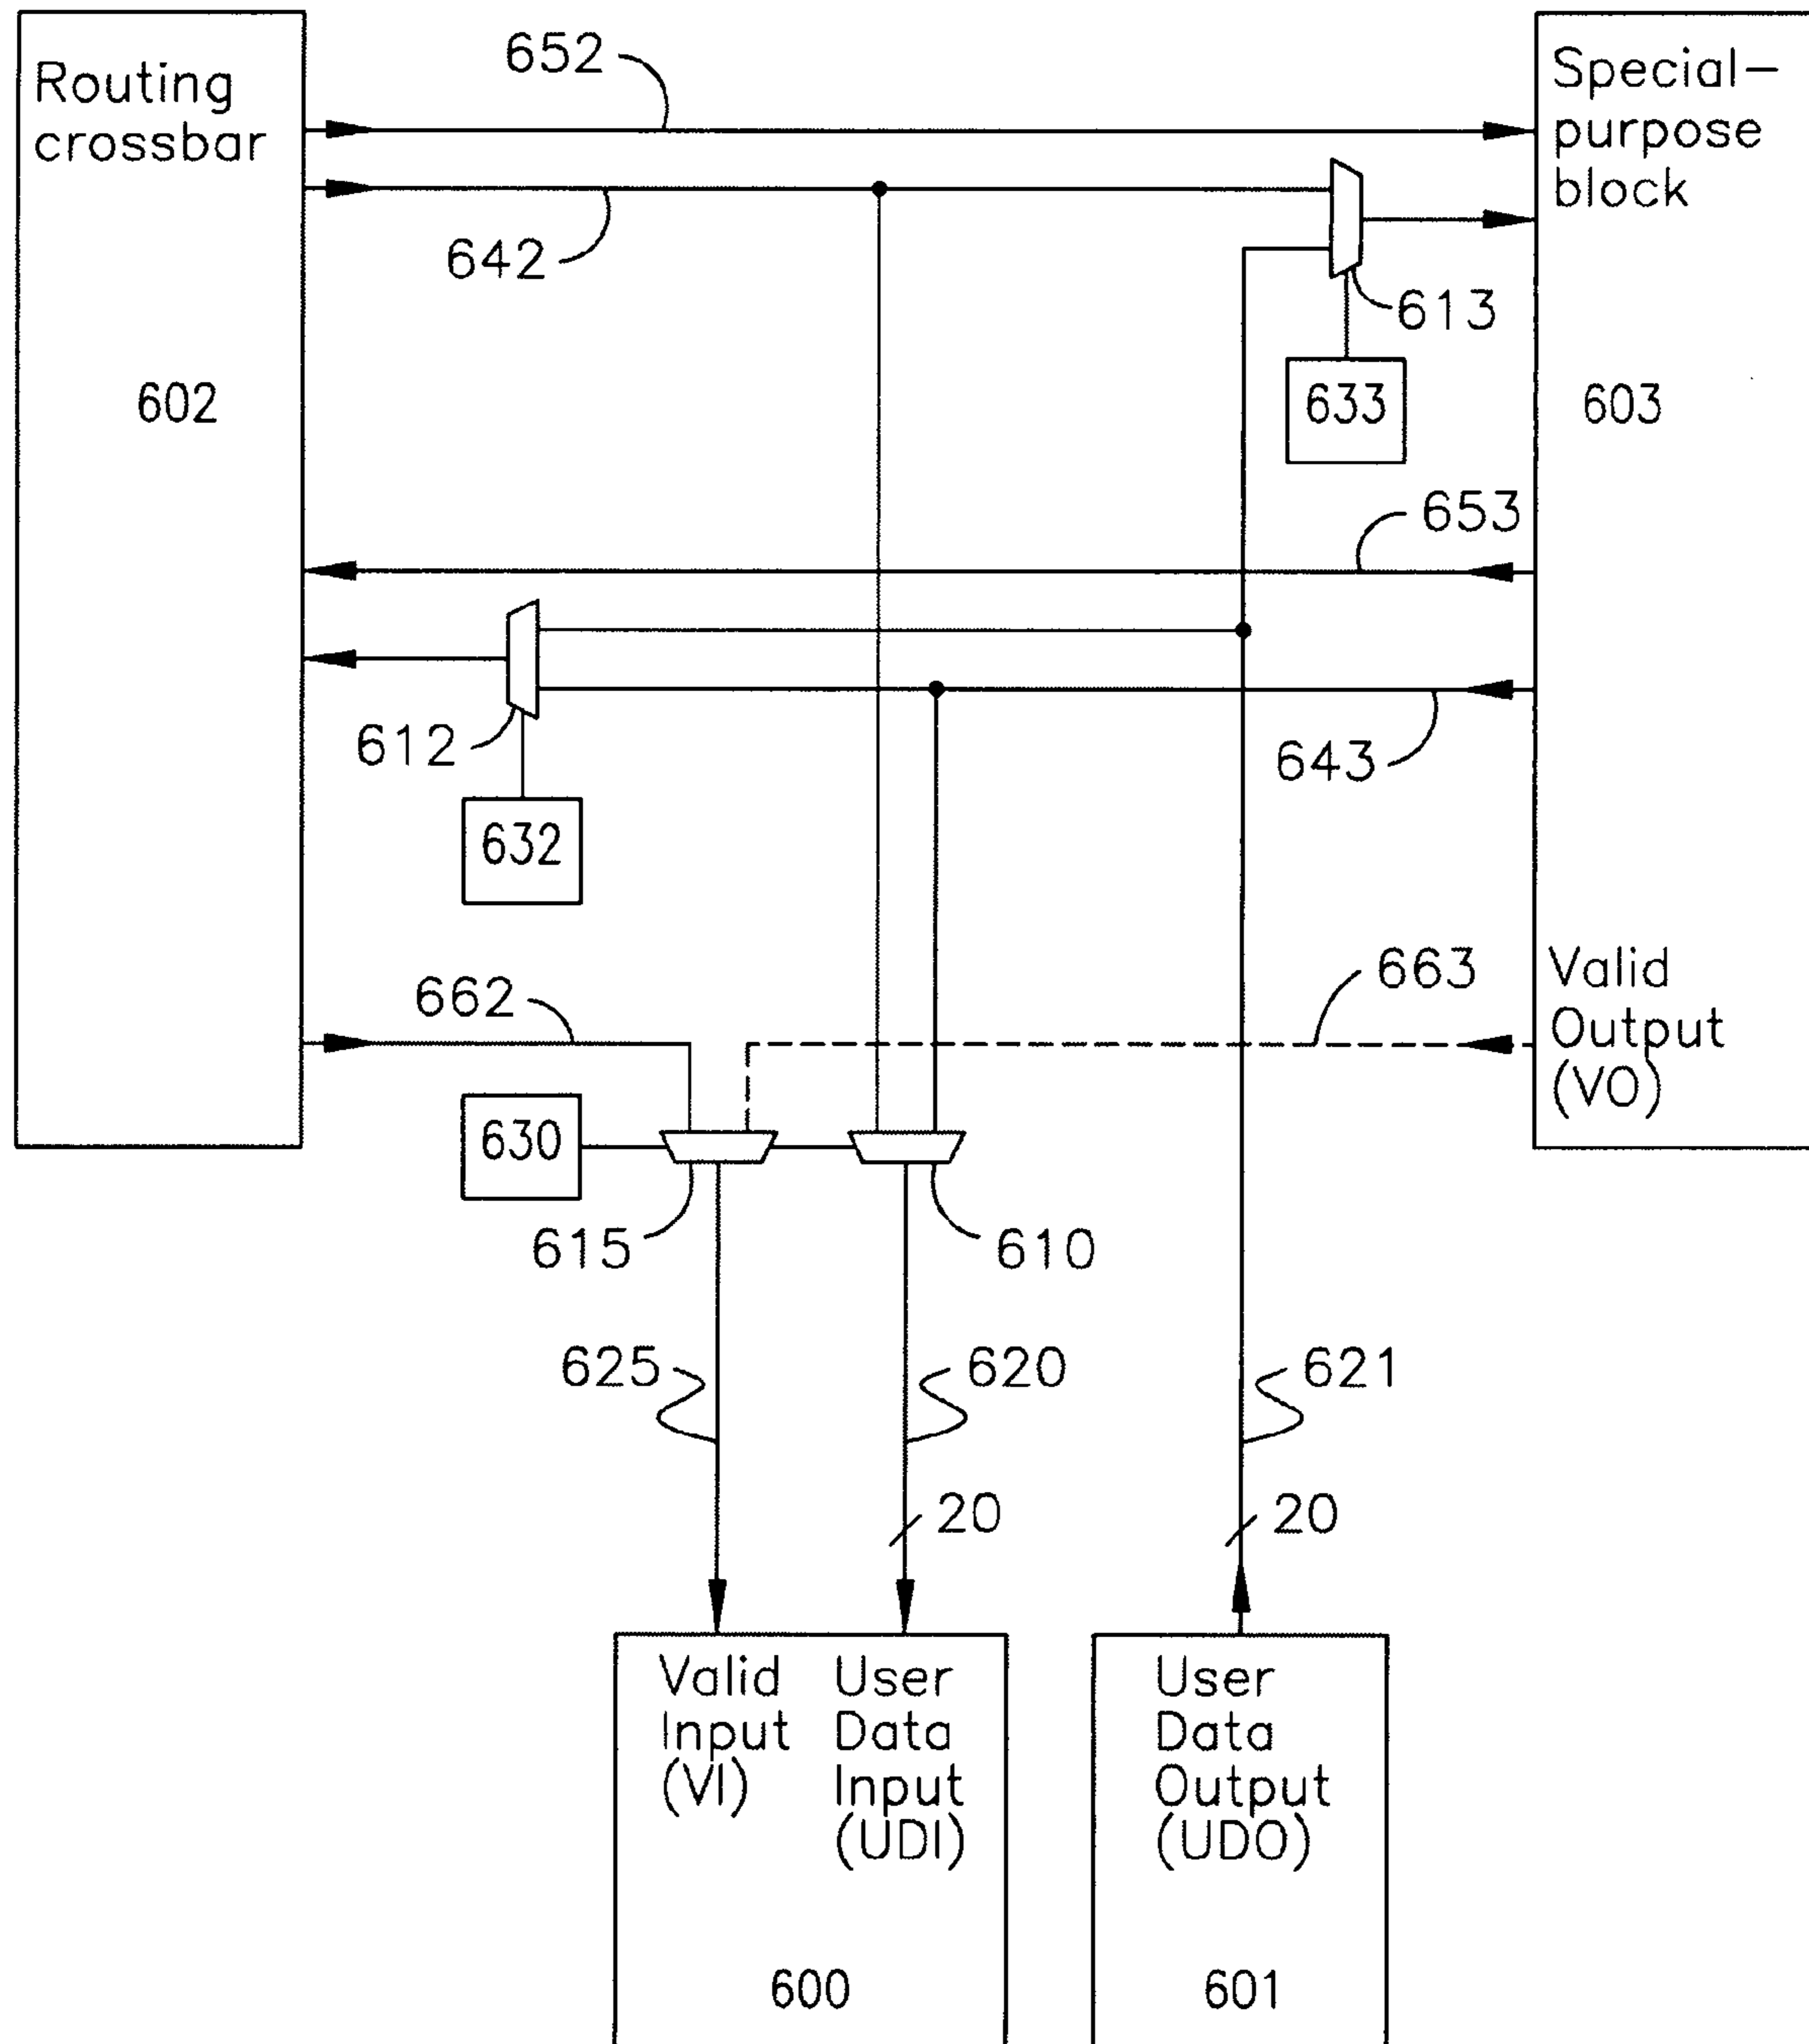 Routing
crossbar
602
652
642
Special-
purpose
block
603
613
633
653
612
643
632
662
663
Valid
Output
(VO)
630
615
610
625
620
621
20
20
Valid
Input
(VI)
User
Data
Input
(UDI)
600
User
Data
Output
(UDO)
601